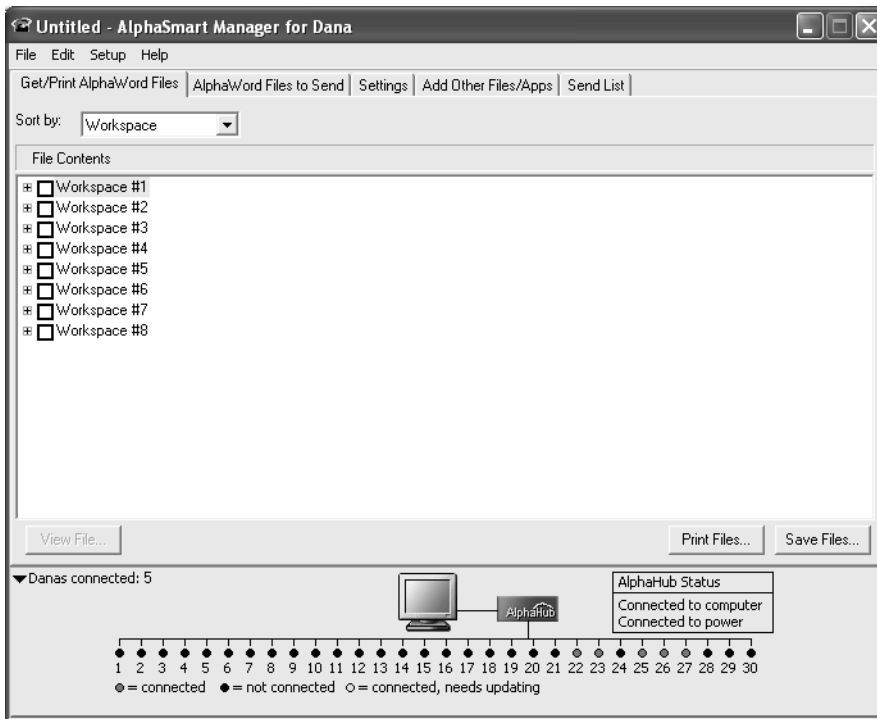 Untitled - AlphaSmart Manager for Dana
File Edit Setup Help
Get/Print AlphaWord Files AlphaWord Files to Send Settings Add Other Files/Apps Send List
Sort by: Workspace
File Contents
Workspace #1
Workspace #2
Workspace #3
Workspace #4
Workspace #5
Workspace #6
Workspace #7
Workspace #8
View File... Print Files... Save Files...
Danas connected: 5
AlphaHub
AlphaHub Status
Connected to computer
Connected to power
1 2 3 4 5 6 7 8 9 10 11 12 13 14 15 16 17 18 19 20 21 22 23 24 25 26 27 28 29 30
= connected = not connected = connected, needs updating